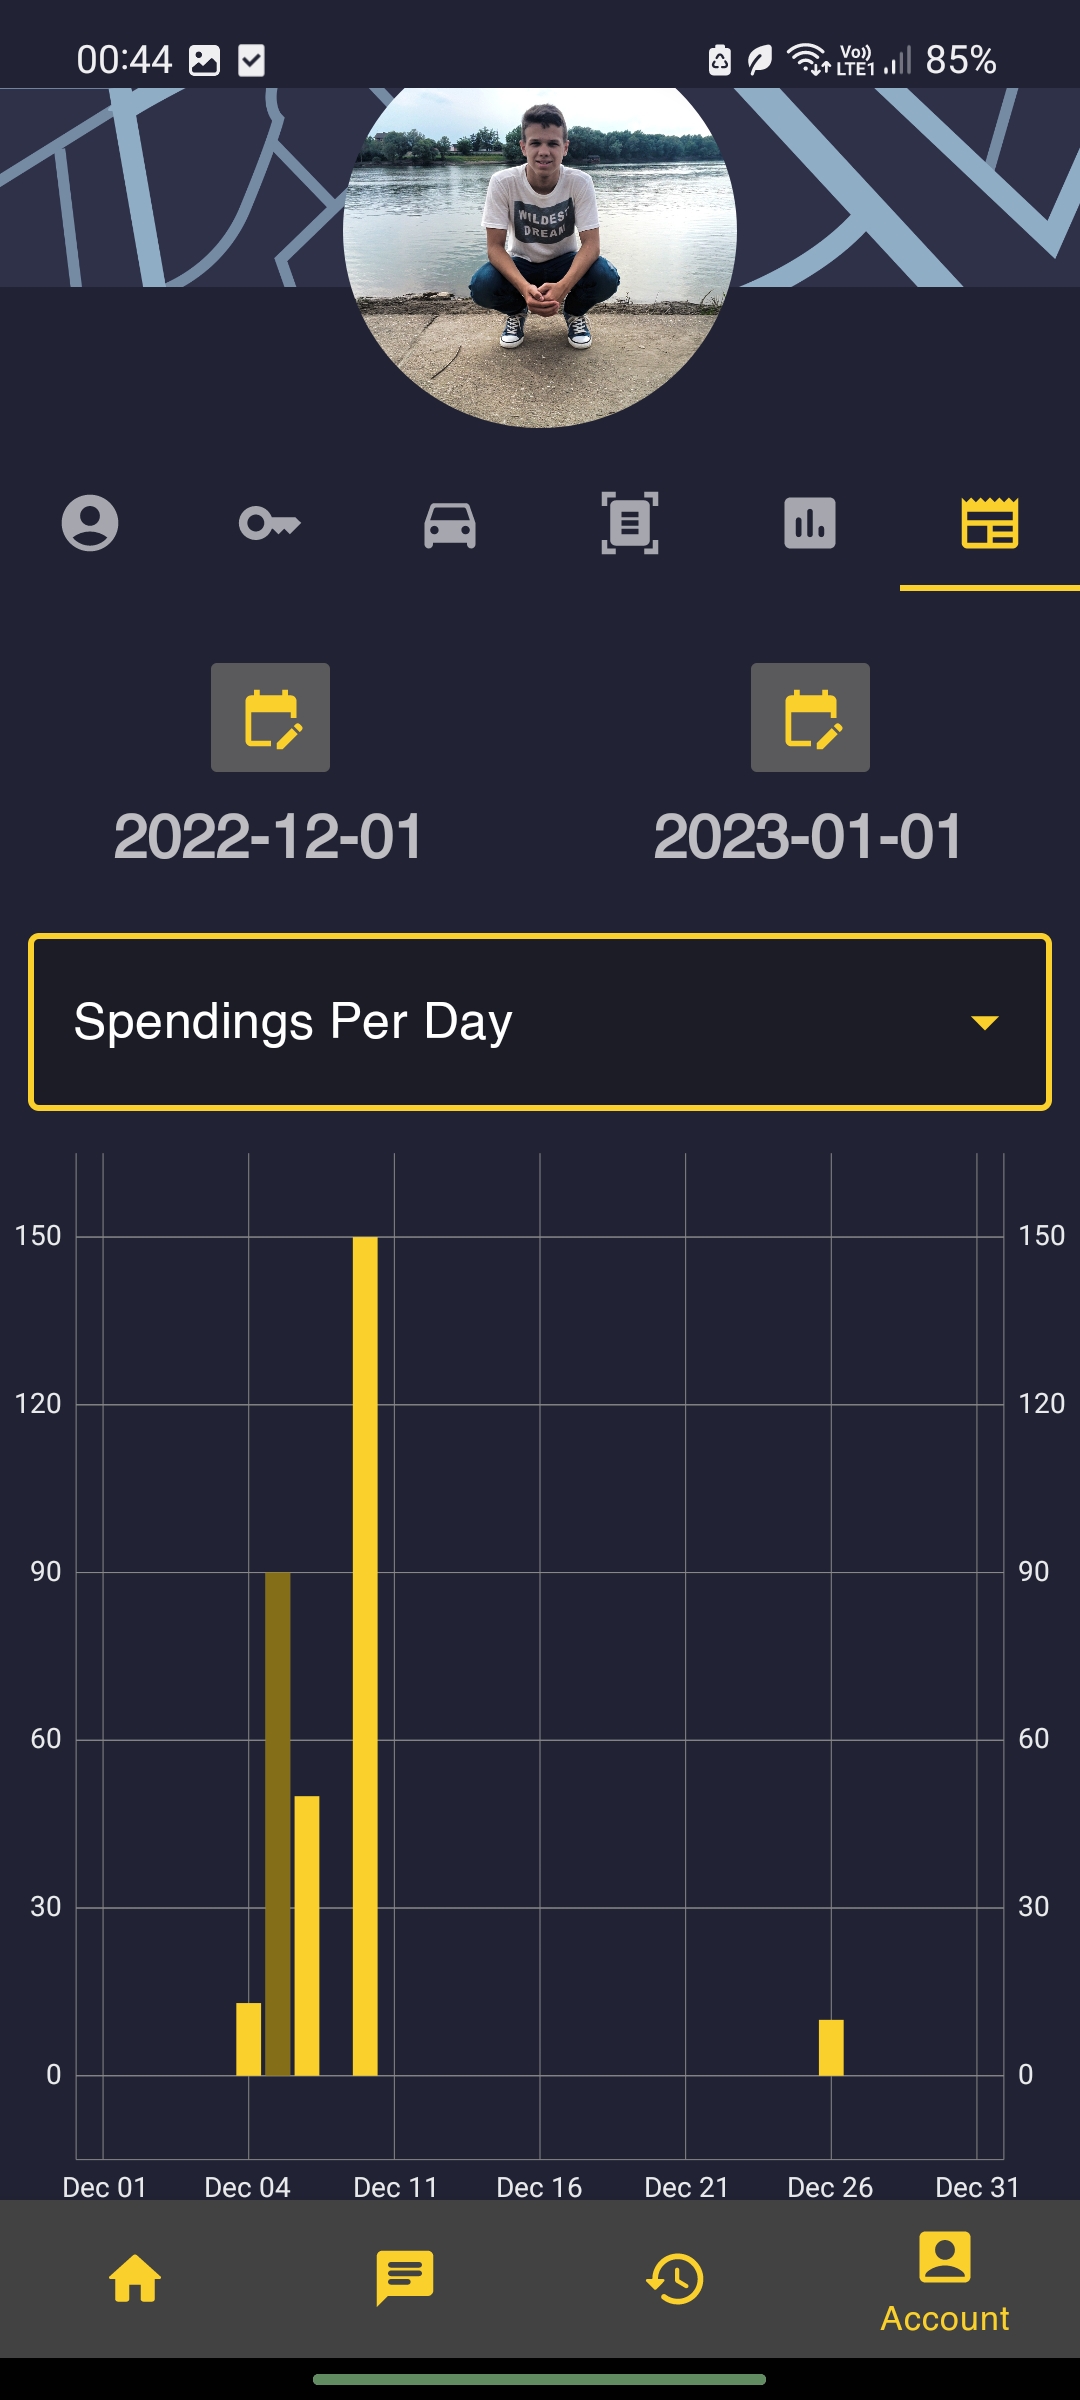 00:44
Vo)) LTE1 85%
WILDEST
DREAM
2022-12-01 2023-01-01
Spendings Per Day
150 150
120 120
90 90
60 60
30 30
0 0
Dec 01 Dec 04 Dec 11 Dec 16 Dec 21 Dec 26 Dec 31
Account